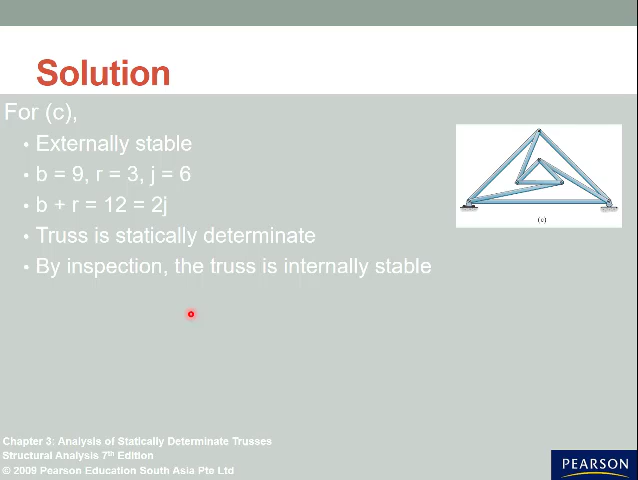 Solution
For (c),
• Externally stable
• b = 9, r = 3, j = 6
• b + r = 12 = 2j
• Truss is statically determinate
• By inspection, the truss is internally stable
(c)
Chapter 3: Analysis of Statically Determinate Trusses
Structural Analysis 7th Edition
© 2009 Pearson Education South Asia Pte Ltd
PEARSON